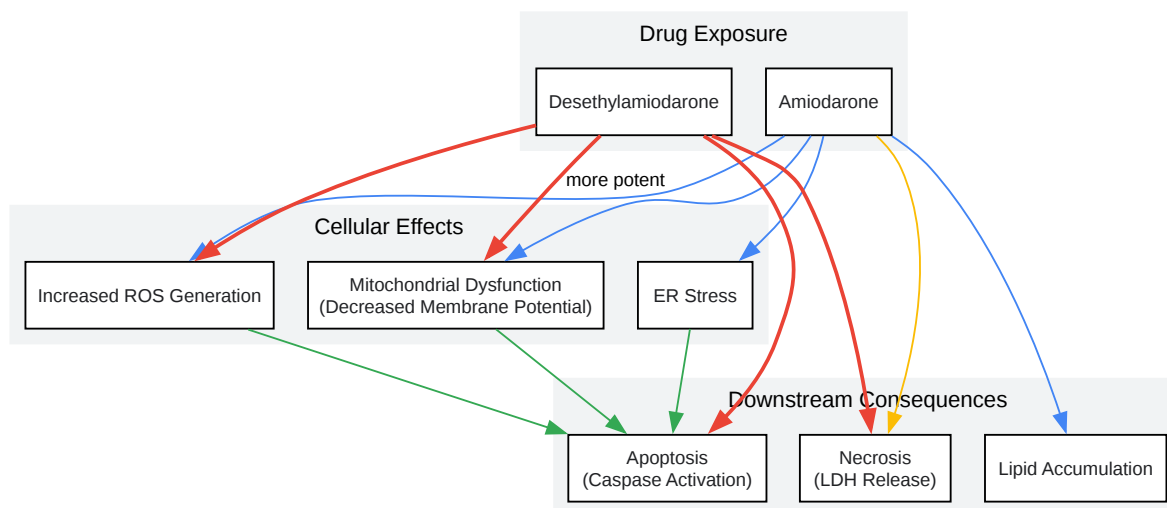 Drug Exposure
Desethylamiodarone
Amiodarone
more potent
Cellular Effects
Increased ROS Generation
Mitochondrial Dysfunction
(Decreased Membrane Potential)
ER Stress
Downstream Consequences
Apoptosis
(Caspase Activation)
Necrosis
(LDH Release)
Lipid Accumulation